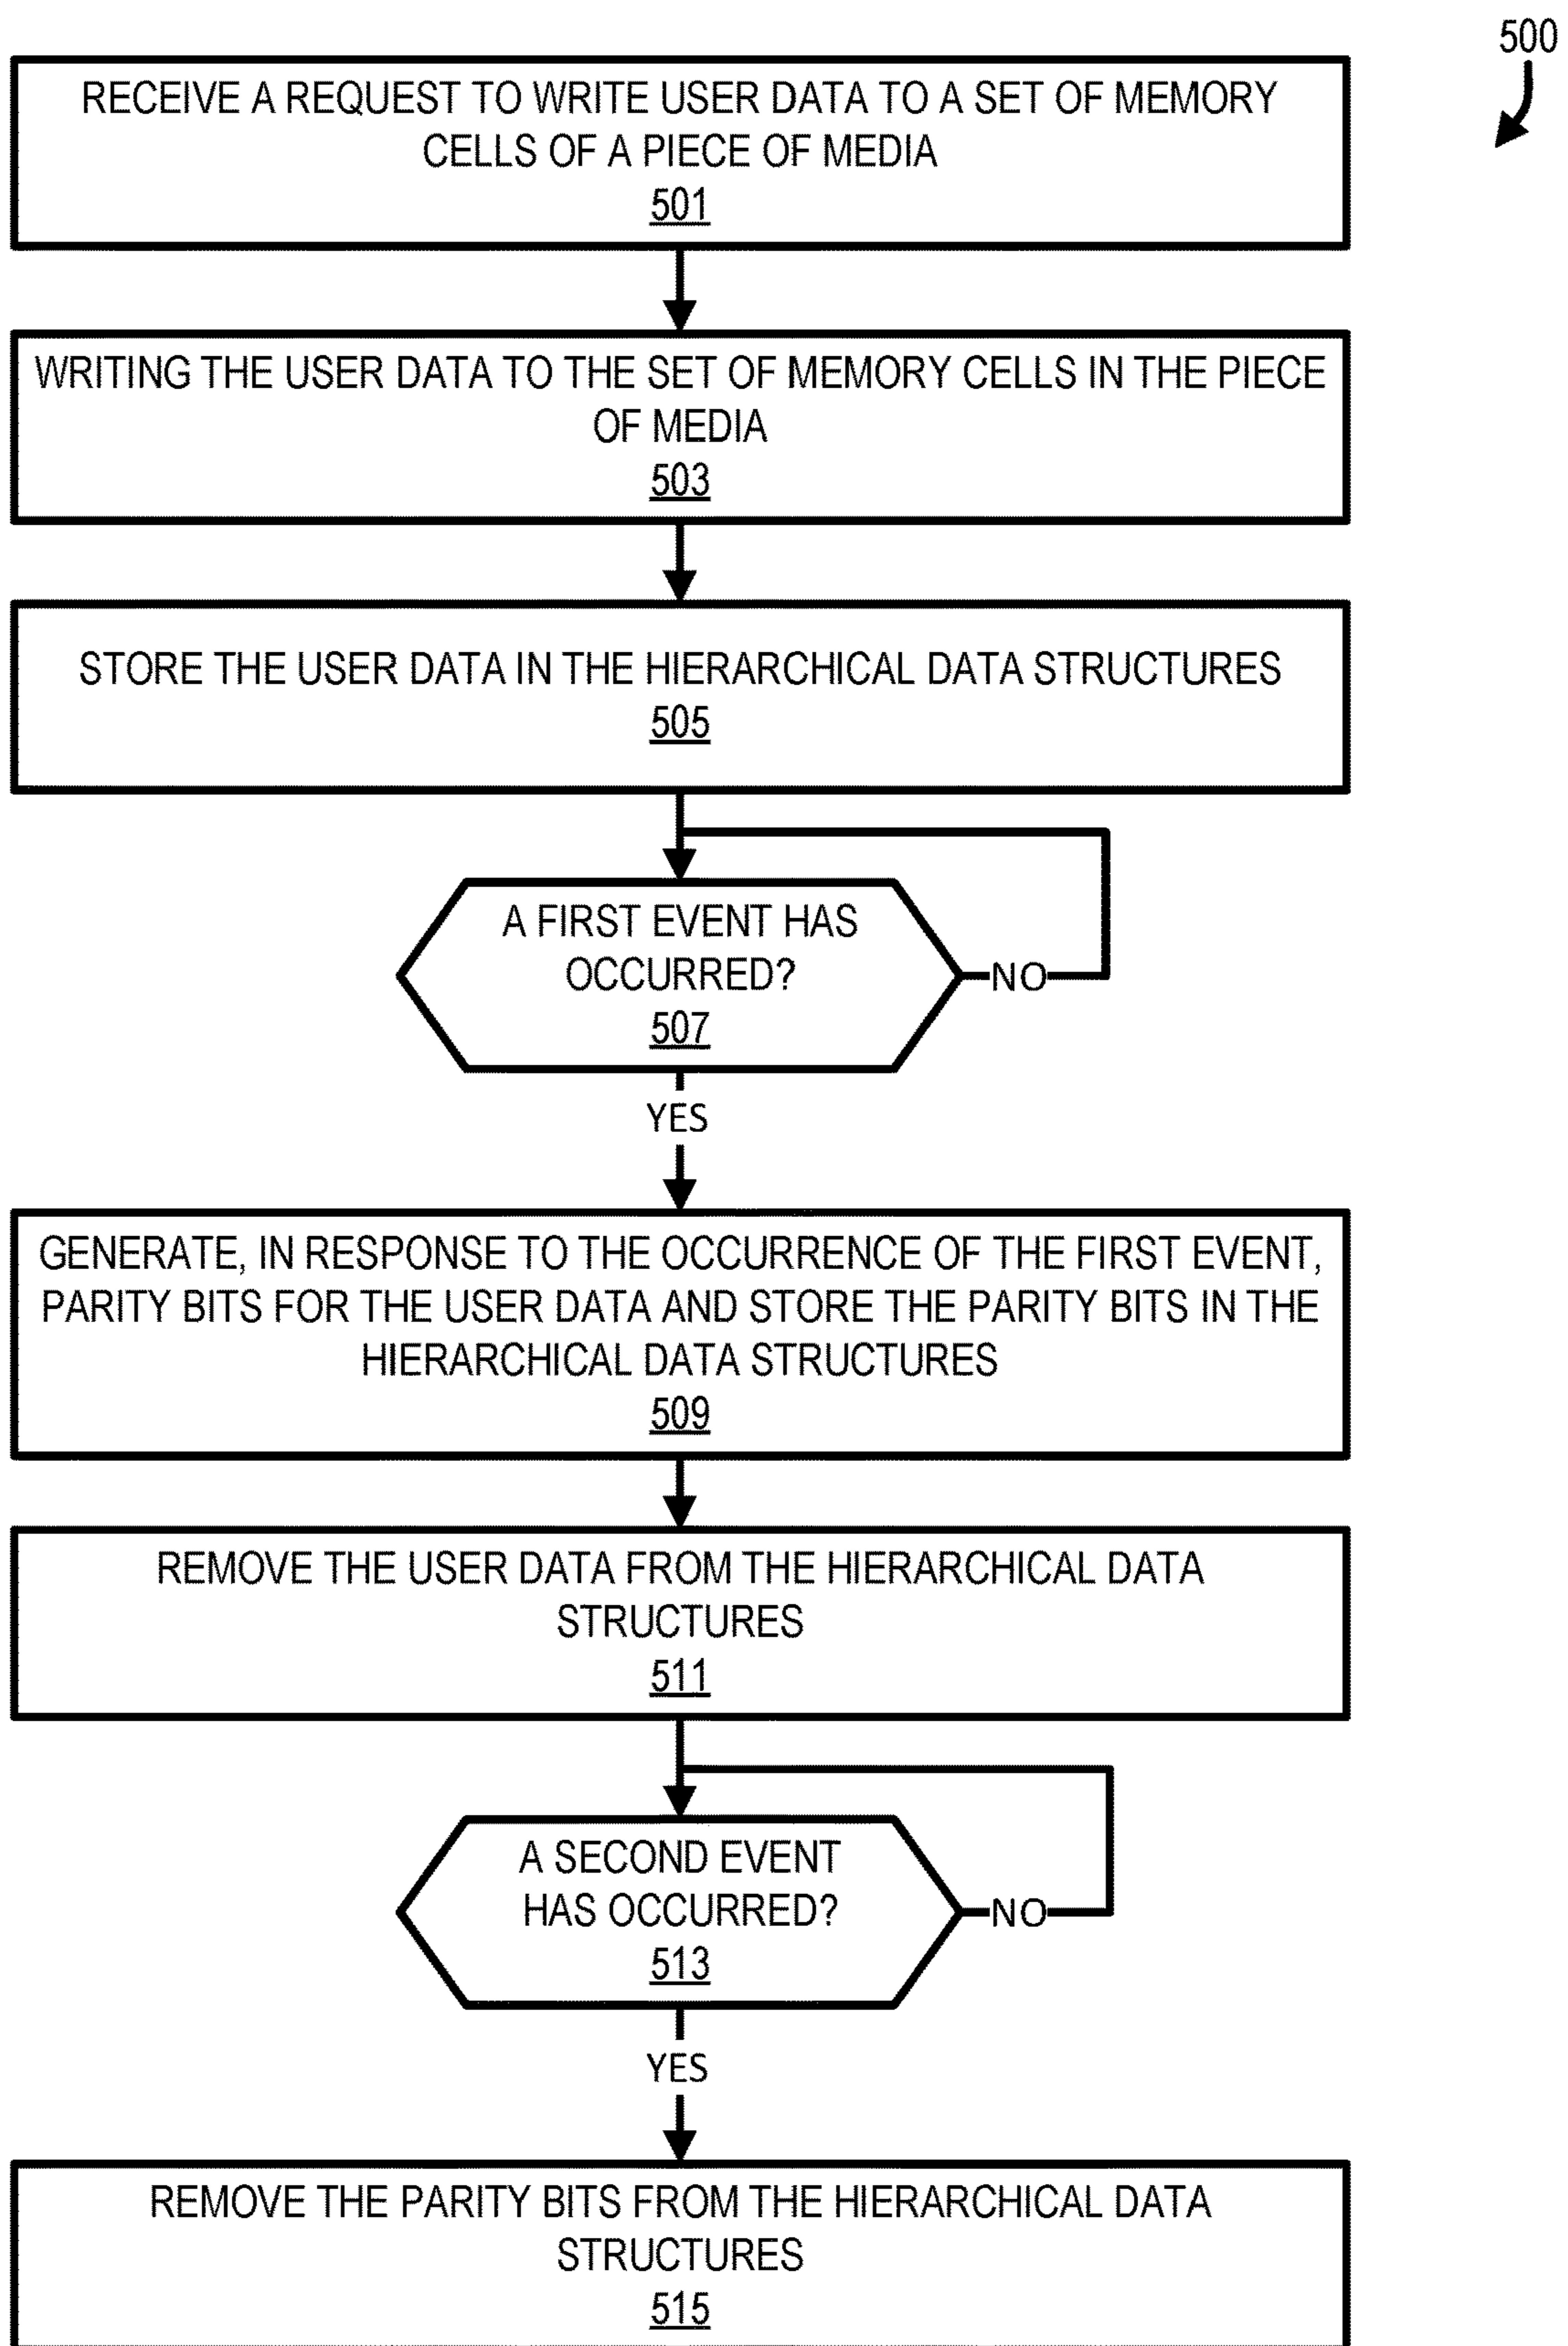 500
RECEIVE A REQUEST TO WRITE USER DATA TO A SET OF MEMORY
CELLS OF A PIECE OF MEDIA
501
WRITING THE USER DATA TO THE SET OF MEMORY CELLS IN THE PIECE
OF MEDIA
503
STORE THE USER DATA IN THE HIERARCHICAL DATA STRUCTURES
505
A FIRST EVENT HAS
OCCURRED?
507
NO
YES
GENERATE, IN RESPONSE TO THE OCCURRENCE OF THE FIRST EVENT,
PARITY BITS FOR THE USER DATA AND STORE THE PARITY BITS IN THE
HIERARCHICAL DATA STRUCTURES
509
REMOVE THE USER DATA FROM THE HIERARCHICAL DATA
STRUCTURES
511
A SECOND EVENT
HAS OCCURRED?
513
NO
YES
REMOVE THE PARITY BITS FROM THE HIERARCHICAL DATA
STRUCTURES
515